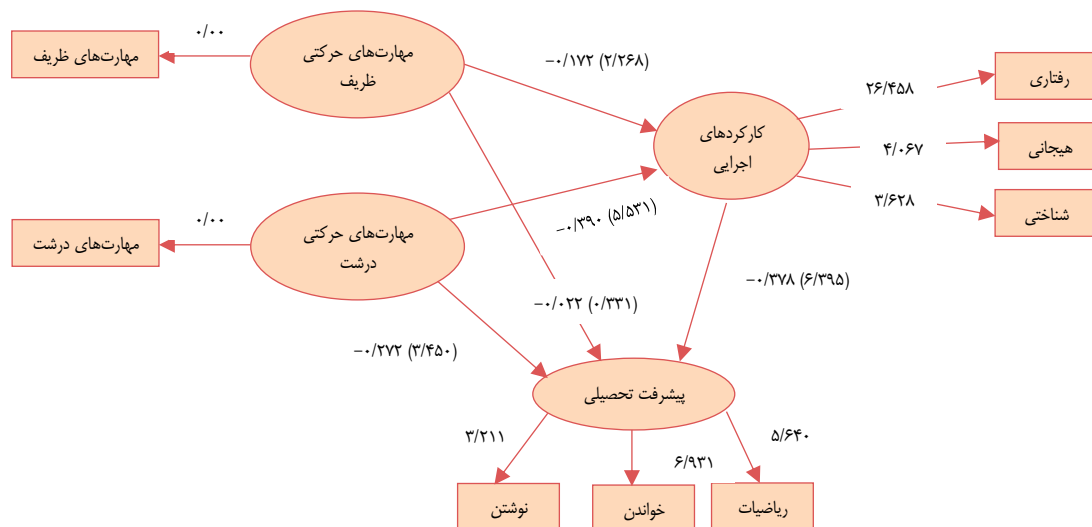 مهارت‌های ظریف
۰/۰۰
مهارت‌های حرکتی
ظریف
−۰/۱۷۲ (۲/۲۶۸)
کارکردهای
اجرایی
۲۶/۴۵۸
رفتاری
۴/۰۶۷
هیجانی
۳/۶۲۸
شناختی
مهارت‌های درشت
۰/۰۰
مهارت‌های حرکتی
درشت
−۰/۳۹۰ (۵/۵۳۱)
−۰/۰۲۲ (۰/۳۳۱)
−۰/۳۷۸ (۶/۳۹۵)
−۰/۲۷۲ (۳/۴۵۰)
پیشرفت تحصیلی
۳/۲۱۱
۶/۹۳۱
۵/۶۴۰
نوشتن
خواندن
ریاضیات